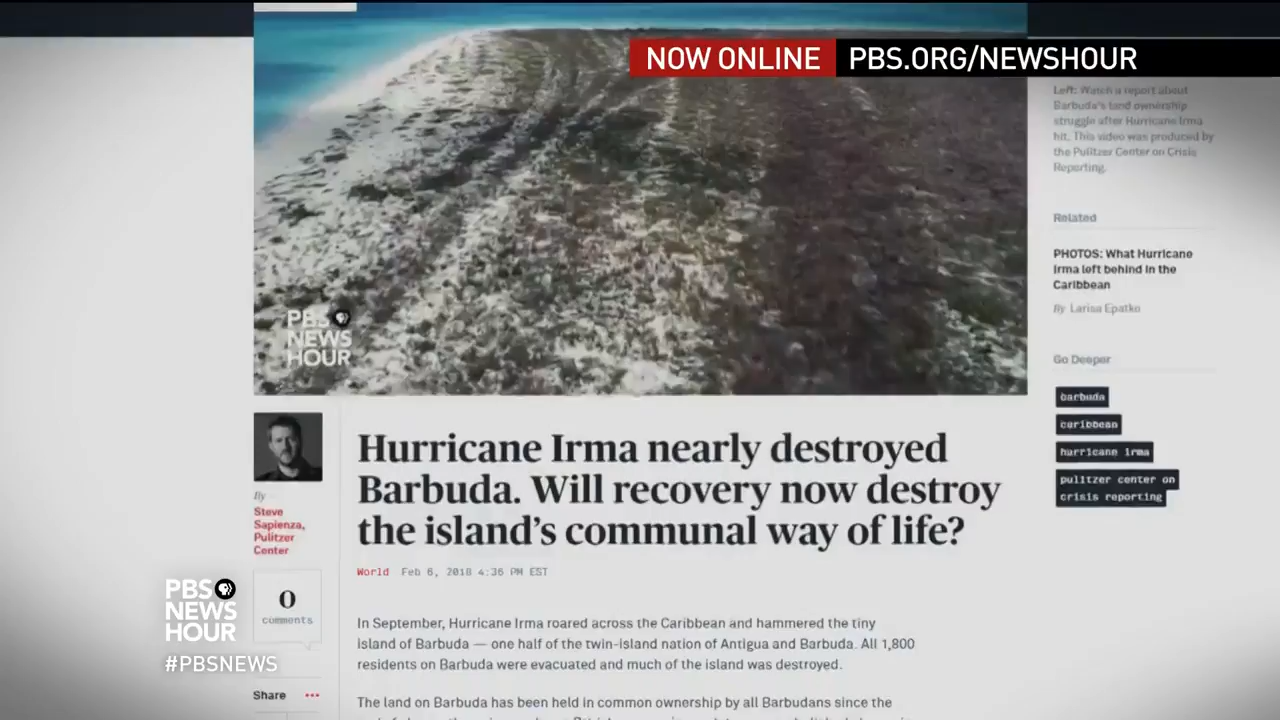 NOW ONLINE PBS.ORG/NEWSHOUR
Left: Watch a report about
Barbuda's land ownership
struggle after Hurricane Irma
hit. This video was produced by
the Pulitzer Center on Crisis
Reporting.
Related
PHOTOS: What Hurricane
Irma left behind in the
Caribbean
By Larisa Epatko
Go Deeper
barbuda
caribbean
hurricane irma
pulitzer center on
crisis reporting
PBS
NEWS
HOUR
Hurricane Irma nearly destroyed
Barbuda. Will recovery now destroy
the island's communal way of life?
By
Steve
Sapienza,
Pulitzer
Center
World Feb 6, 2018 4:36 PM EST
0
comments
In September, Hurricane Irma roared across the Caribbean and hammered the tiny
island of Barbuda — one half of the twin-island nation of Antigua and Barbuda. All 1,800
residents on Barbuda were evacuated and much of the island was destroyed.
Share
The land on Barbuda has been held in common ownership by all Barbudans since the
PBS
NEWS
HOUR
#PBSNEWS